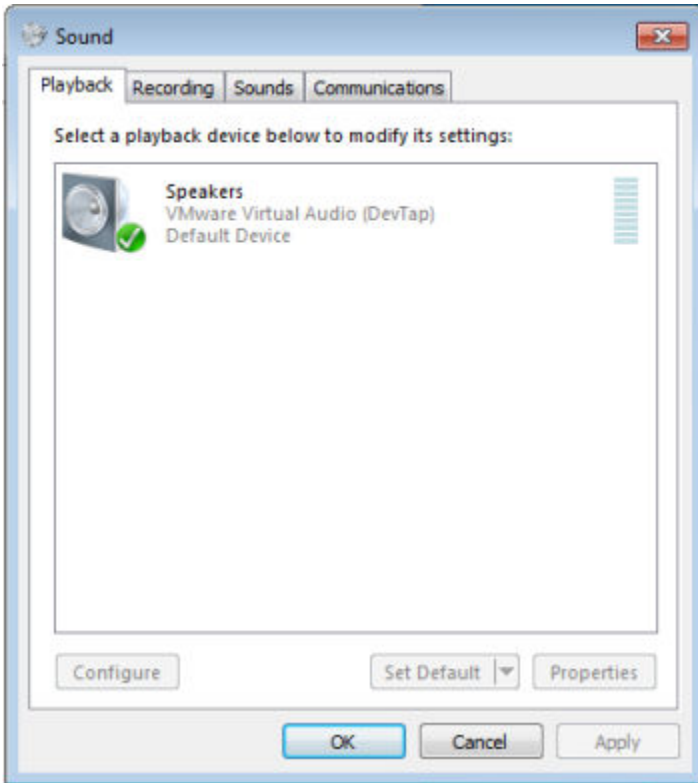 Sound
Playback Recording Sounds Communications
Select a playback device below to modify its settings:
Speakers
VMware Virtual Audio (DevTap)
Default Device
Configure Set Default Properties
OK Cancel Apply